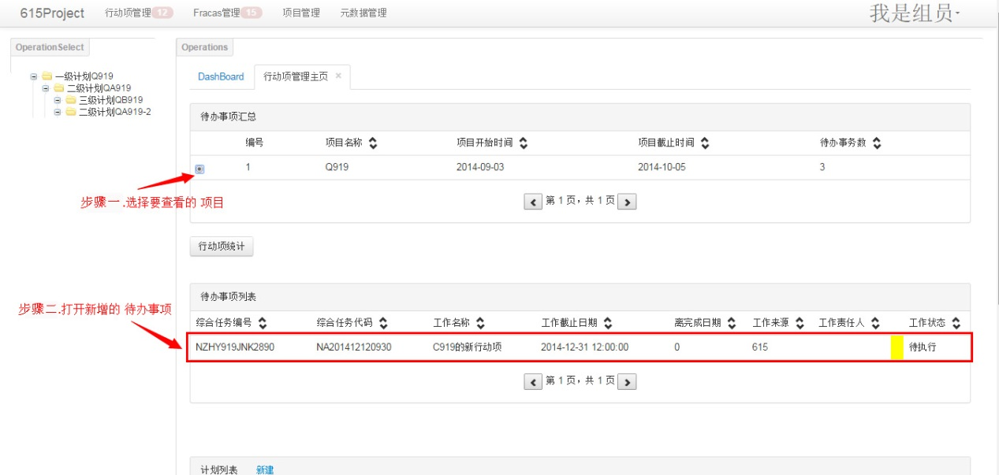 615Project 行动项管理 12 Fracas管理 15 项目管理 元数据管理 我是组员
OperationSelect
一级计划Q919
二级计划QA919
三级计划QB919
二级计划QA919-2
Operations
DashBoard 行动项管理主页 ×
待办事项汇总
编号 项目名称 项目开始时间 项目截止时间 待办事务数
1 Q919 2014-09-03 2014-10-05 3
步骤一.选择要查看的 项目
第 1 页，共 1 页
行动项统计
步骤二.打开新增的 待办事项
待办事项列表
综合任务编号 综合任务代码 工作名称 工作截止日期 离完成日期 工作来源 工作责任人 工作状态
NZHY919JNK2890 NA201412120930 C919的新行动项 2014-12-31 12:00:00 0 615 待执行
第 1 页，共 1 页
计划列表 新建